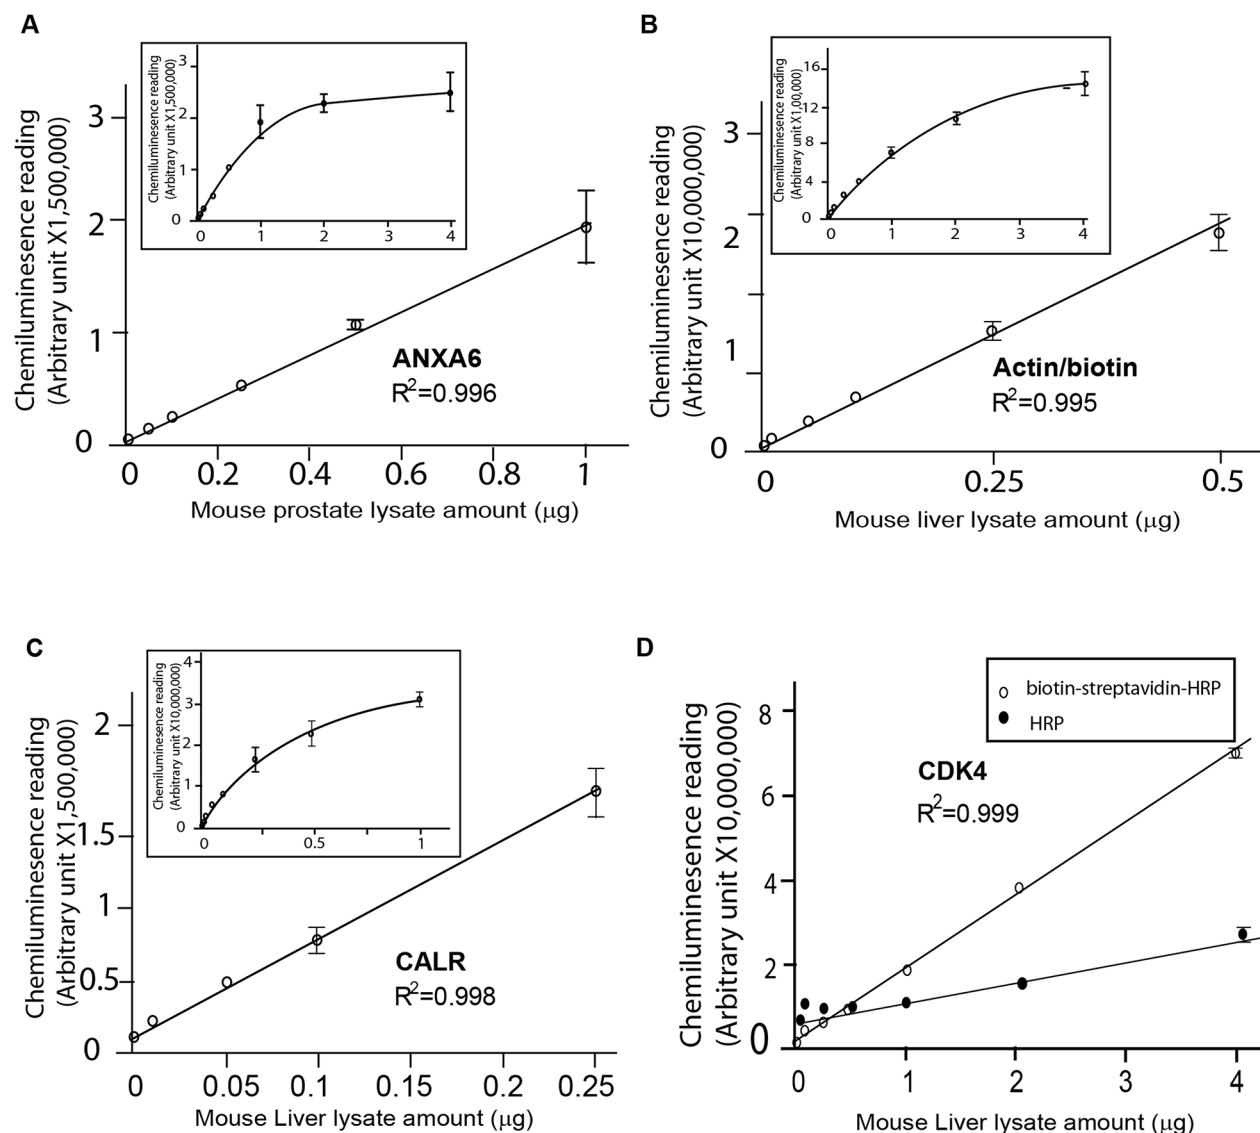 A
Chemiluminesence reading
(Arbitrary unit X1,500,000)
3
2
1
0
0
0.2
0.4
0.6
0.8
1
Mouse prostate lysate amount (μg)
ANXA6
R2=0.996
Chemiluminesence reading
(Arbitrary unit X1,500,000)
3
2
1
0
0
1
2
3
4
B
Chemiluminesence reading
(Arbitrary unit X10,000,000)
3
2
1
0
0
0.25
0.5
Mouse liver lysate amount (μg)
Actin/biotin
R2=0.995
Chemiluminesence reading
(Arbitrary unit X1,00,000)
16
12
8
4
0
0
1
2
3
4
C
Chemiluminesence reading
(Arbitrary unit X1,500,000)
2
1.5
1
0.5
0
0
0.05
0.1
0.15
0.2
0.25
Mouse Liver lysate amount (μg)
CALR
R2=0.998
Chemiluminesence reading
(Arbitrary unit X10,000,000)
4
3
2
1
0
0
0.5
1
D
Chemiluminesence reading
(Arbitrary unit X10,000,000)
8
6
4
2
0
0
1
2
3
4
Mouse Liver lysate amount (μg)
biotin-streptavidin-HRP
HRP
CDK4
R2=0.999